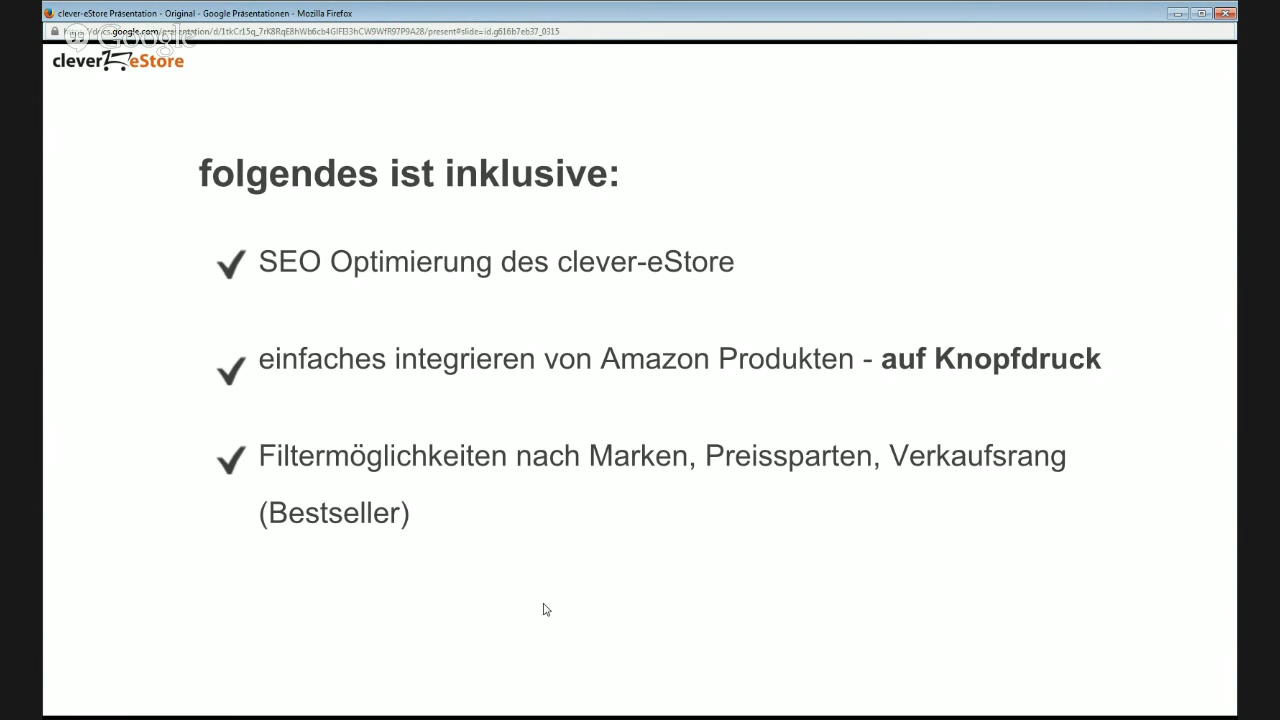 clever-eStore Präsentation - Original - Google Präsentationen - Mozilla Firefox
Google
clever eStore
folgendes ist inklusive:
SEO Optimierung des clever-eStore
einfaches integrieren von Amazon Produkten - auf Knopfdruck
Filtermöglichkeiten nach Marken, Preissparten, Verkaufsrang
(Bestseller)